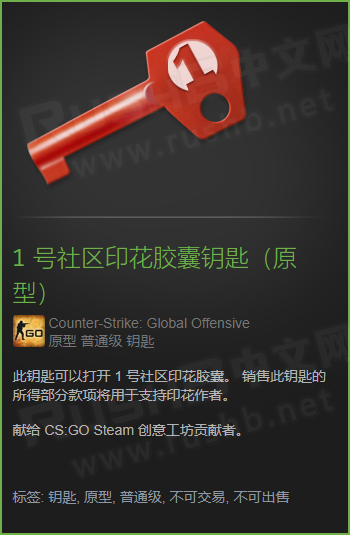 1
1 号社区印花胶囊钥匙（原
型）
GO
Counter-Strike: Global Offensive
原型 普通级 钥匙
此钥匙可以打开 1 号社区印花胶囊。 销售此钥匙的
所得部分款项将用于支持印花作者。
献给 CS:GO Steam 创意工坊贡献者。
标签: 钥匙, 原型, 普通级, 不可交易, 不可出售